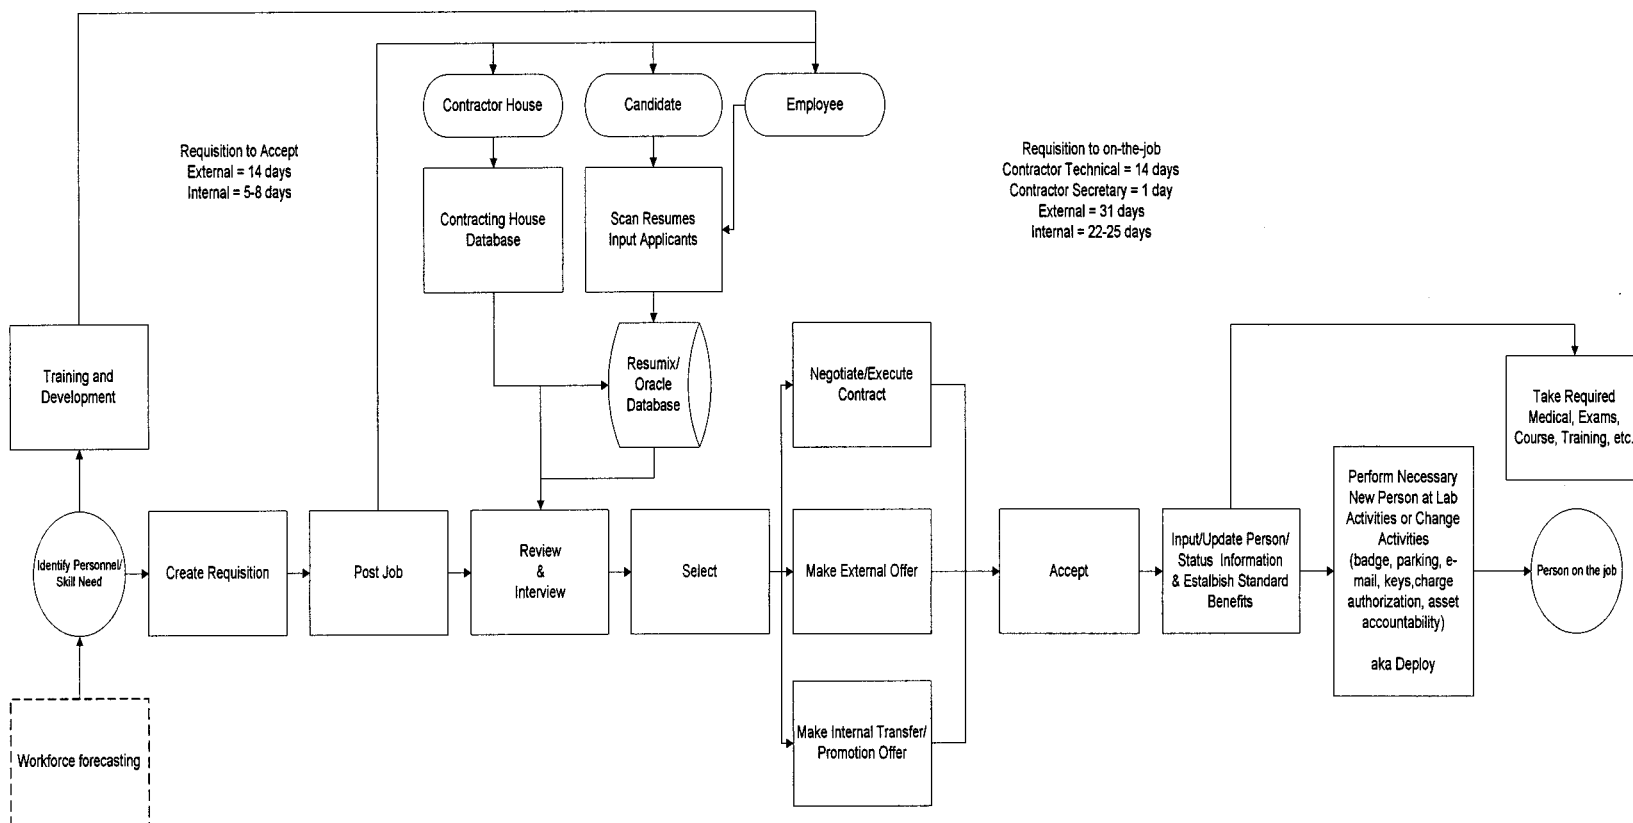 Contractor House
Candidate
Employee
Requisition to Accept
External = 14 days
Internal = 5-8 days
Requisition to on-the-job
Contractor Technical = 14 days
Contractor Secretary = 1 day
External = 31 days
Internal = 22-25 days
Contracting House
Database
Scan Resumes
Input Applicants
Training and
Development
Resumix/
Oracle
Database
Negotiate/Execute
Contract
Take Required
Medical, Exams,
Course, Training, etc.
Identify Personnel/
Skill Need
Create Requisition
Post Job
Review
&
Interview
Select
Make External Offer
Accept
Input/Update Person/
Status Information
& Estalbish Standard
Benefits
Perform Necessary
New Person at Lab
Activities or Change
Activities
(badge, parking, e-
mail, keys,charge
authorization, asset
accountability)
aka Deploy
Person on the job
Workforce forecasting
Make Internal Transfer/
Promotion Offer